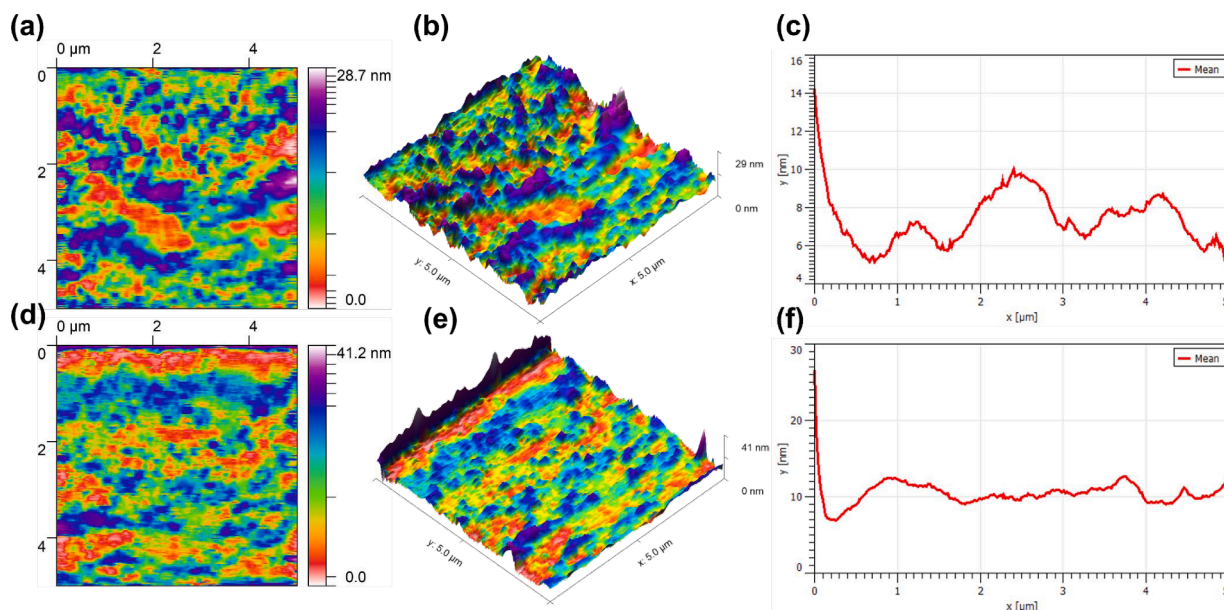 (a)
0 µm 2 4
0
2
4
28.7 nm
0.0
(b)
29 nm
0 nm
y: 5.0 µm
x: 5.0 µm
(c)
Mean
16
14
12
10
8
6
4
y [nm]
0 1 2 3 4 5
x [µm]
(d)
0 µm 2 4
0
2
4
41.2 nm
0.0
(e)
41 nm
0 nm
y: 5.0 µm
x: 5.0 µm
(f)
Mean
30
20
10
0
y [nm]
0 1 2 3 4 5
x [µm]